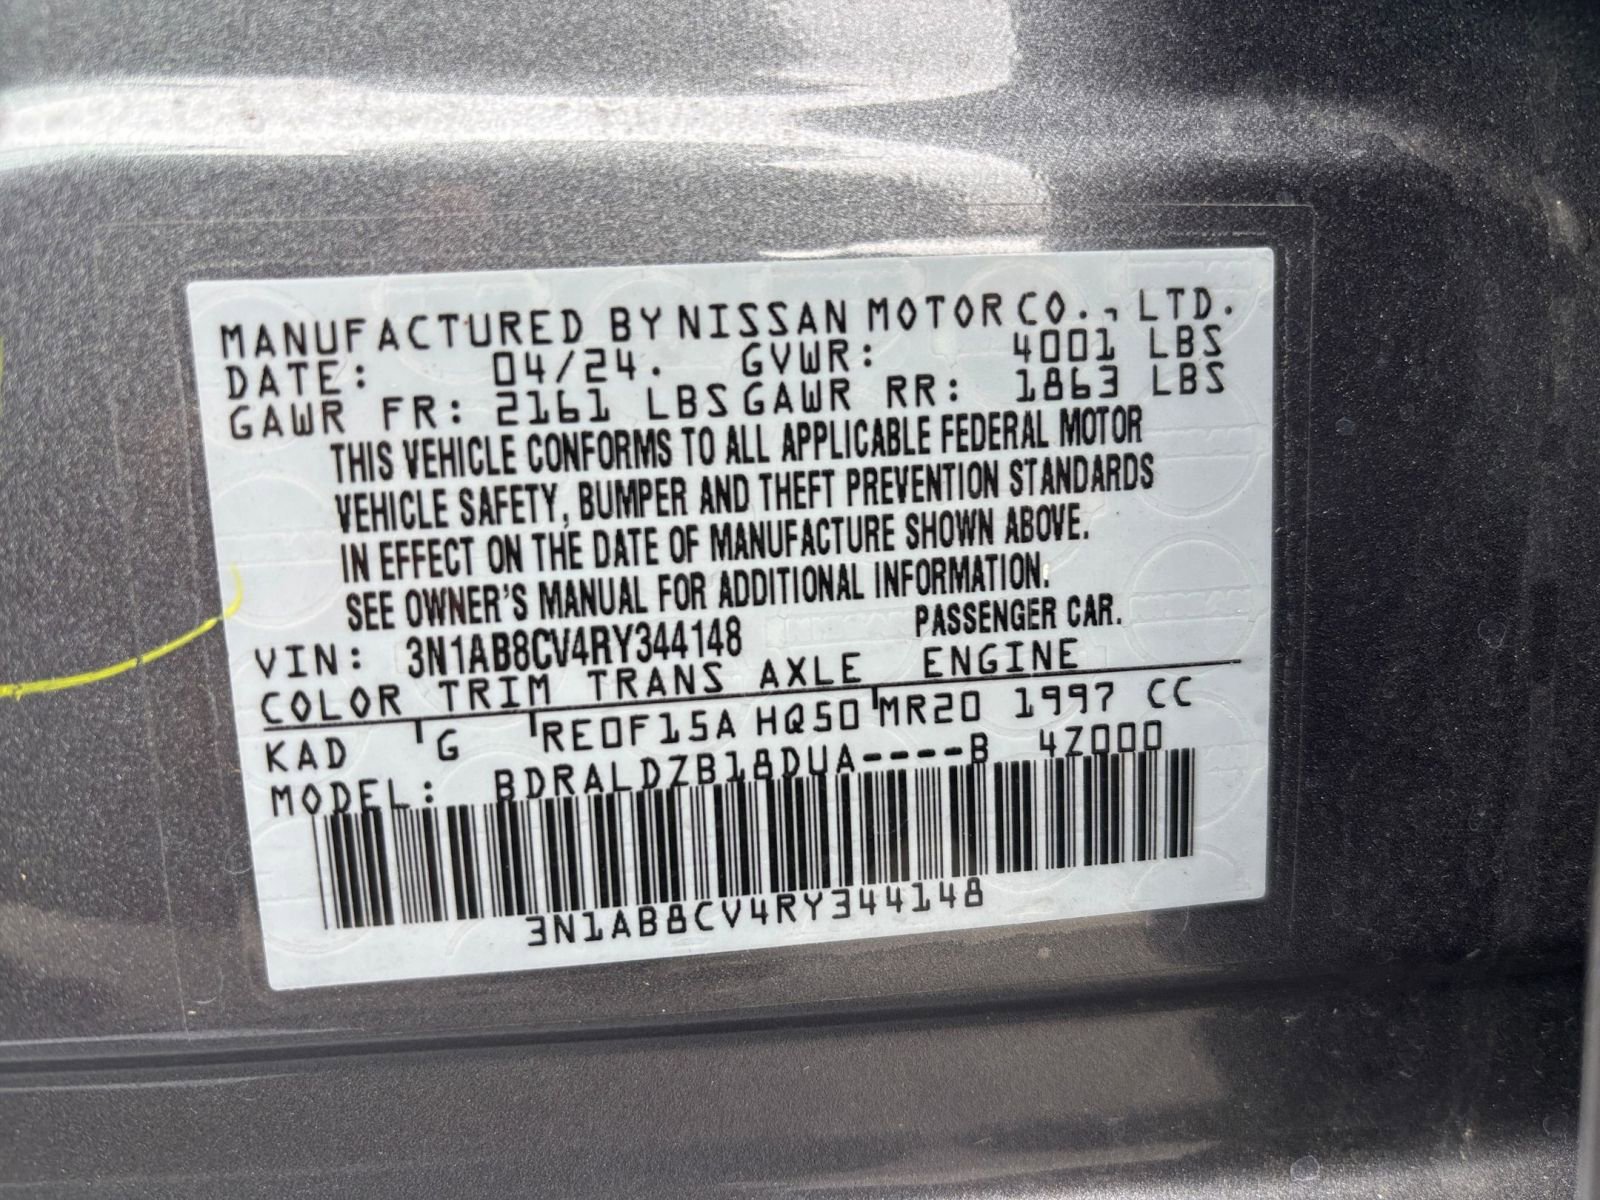 MANUFACTURED BY NISSAN MOTOR CO., LTD.
DATE: 04/24. GVWR: 4001 LBS
GAWR FR: 2161 LBS GAWR RR: 1863 LBS
THIS VEHICLE CONFORMS TO ALL APPLICABLE FEDERAL MOTOR
VEHICLE SAFETY, BUMPER AND THEFT PREVENTION STANDARDS
IN EFFECT ON THE DATE OF MANUFACTURE SHOWN ABOVE.
SEE OWNER'S MANUAL FOR ADDITIONAL INFORMATION.
VIN: 3N1AB8CV4RY344148 PASSENGER CAR.
COLOR TRIM TRANS AXLE ENGINE
KAD G RE0F15A HQ50 MR20 1997 CC
MODEL: BDRALDZB18DUA----B 4Z000
3N1AB8CV4RY344148